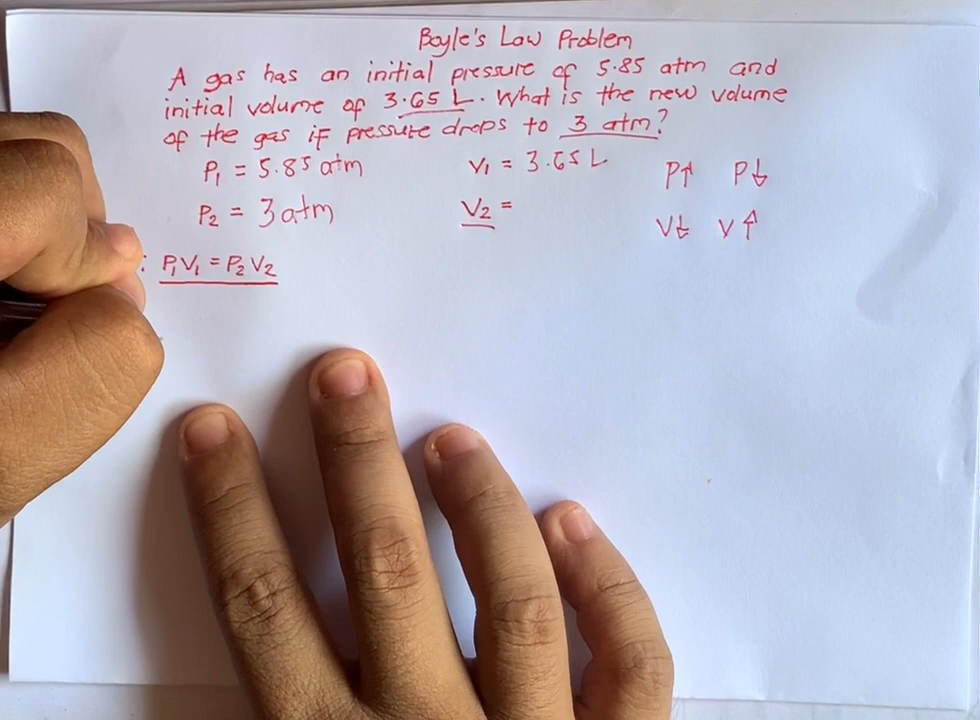 Boyle's Law Problem
A gas has an initial pressure of 5.85 atm and
initial volume of 3.65 L. What is the new volume
of the gas if pressure drops to 3 atm?
P₁ = 5.85 atm V₁ = 3.65 L P↑ P↓
P₂ = 3 atm V₂ = V↓ V↑
: P₁V₁ = P₂V₂